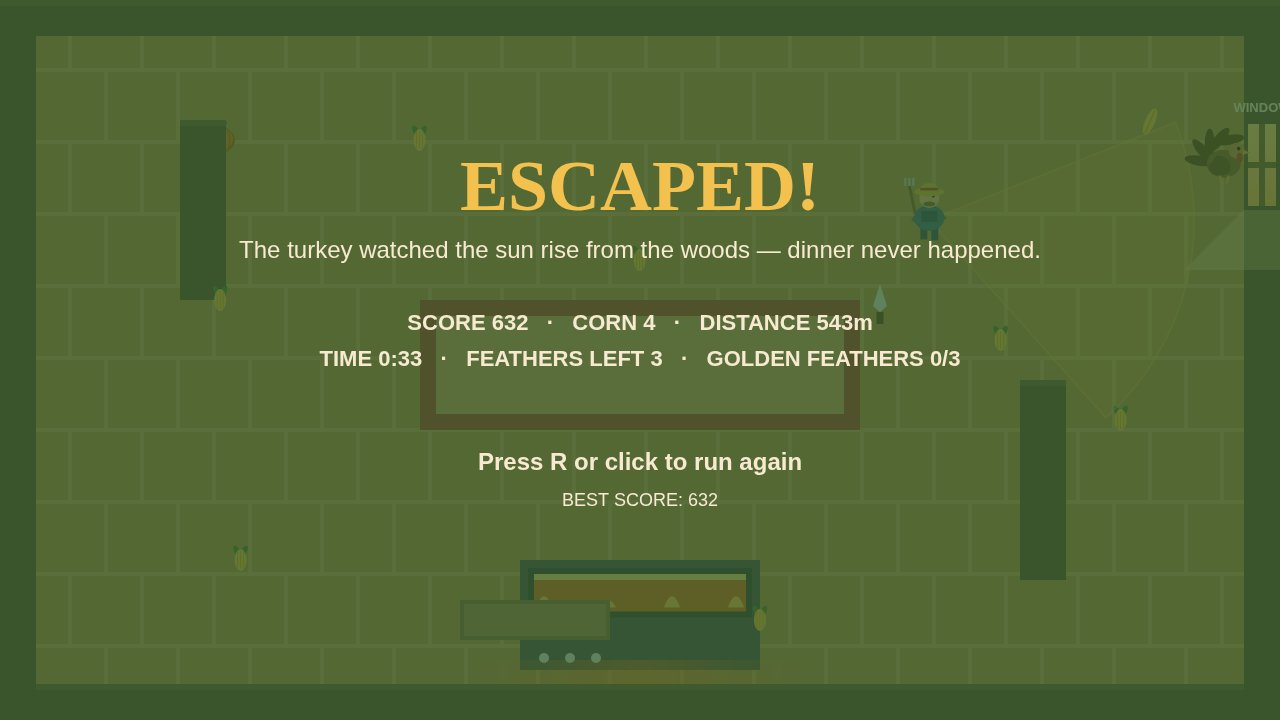 WINDOW
ESCAPED!
The turkey watched the sun rise from the woods — dinner never happened.
SCORE 632 · CORN 4 · DISTANCE 543m
TIME 0:33 · FEATHERS LEFT 3 · GOLDEN FEATHERS 0/3
Press R or click to run again
BEST SCORE: 632